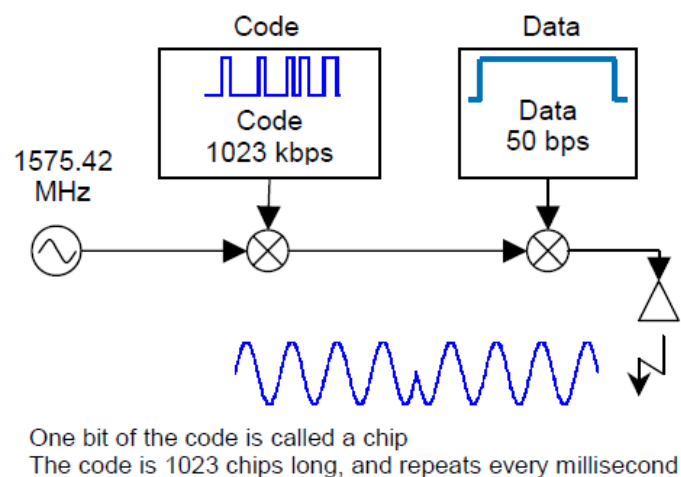 Code
Data
Code
1023 kbps
Data
50 bps
1575.42
MHz
One bit of the code is called a chip
The code is 1023 chips long, and repeats every millisecond